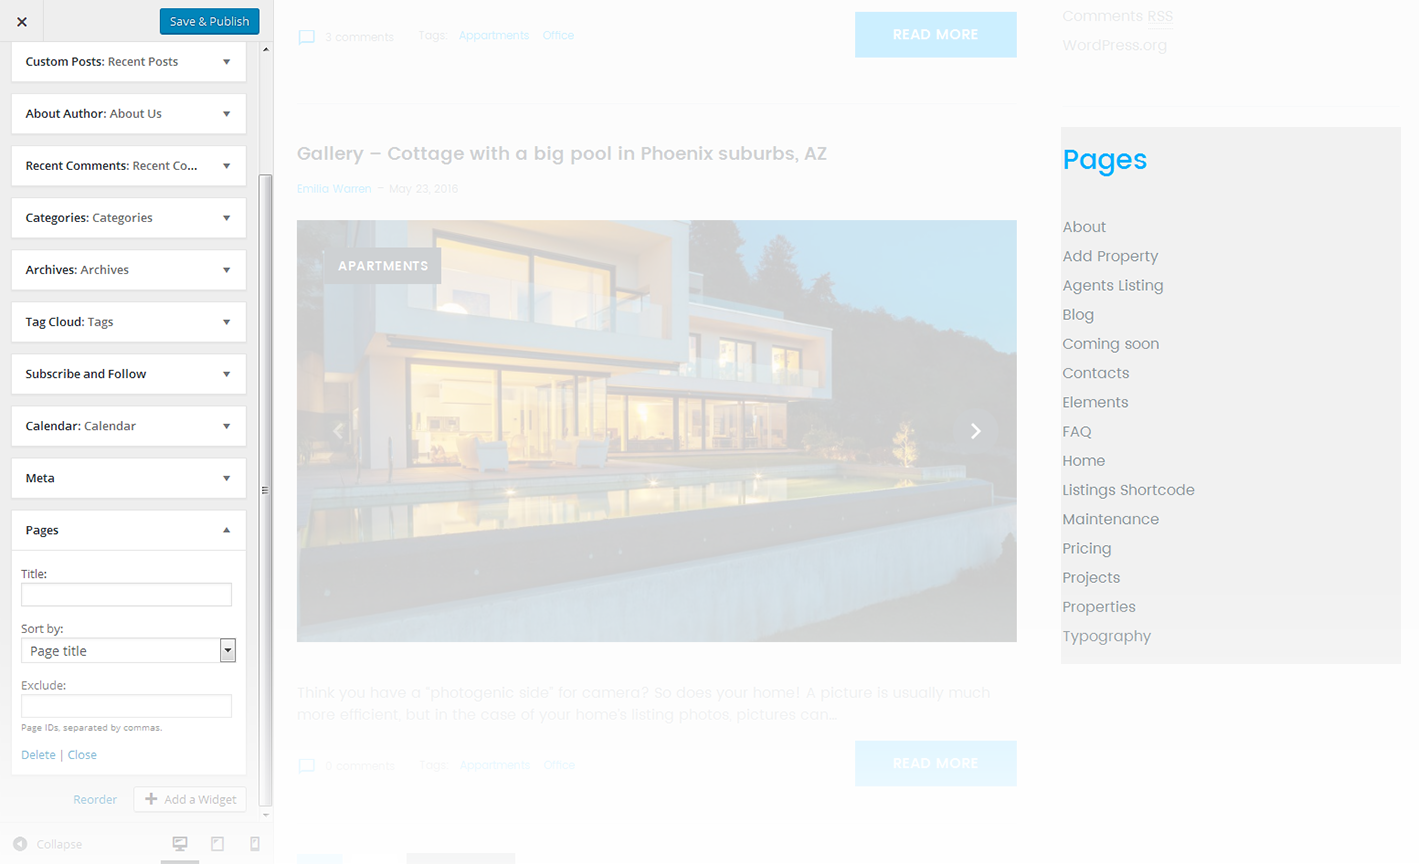 Save & Publish
Custom Posts: Recent Posts
About Author: About Us
Recent Comments: Recent Co...
Categories: Categories
Archives: Archives
Tag Cloud: Tags
Subscribe and Follow
Calendar: Calendar
Meta
Pages
Title:
Sort by:
Page title
Exclude:
Page IDs, separated by commas.
Delete | Close
Reorder
Add a Widget
Collapse
3 comments Tags: Appartments Office
READ MORE
Gallery – Cottage with a big pool in Phoenix suburbs, AZ
Emilia Warren – May 23, 2016
APARTMENTS
Think you have a "photogenic side" for camera? So does your home! A picture is usually much
more efficient, but in the case of your home's listing photos, pictures can...
0 comments Tags: Appartments Office
READ MORE
Comments RSS
WordPress.org
Pages
About
Add Property
Agents Listing
Blog
Coming soon
Contacts
Elements
FAQ
Home
Listings Shortcode
Maintenance
Pricing
Projects
Properties
Typography